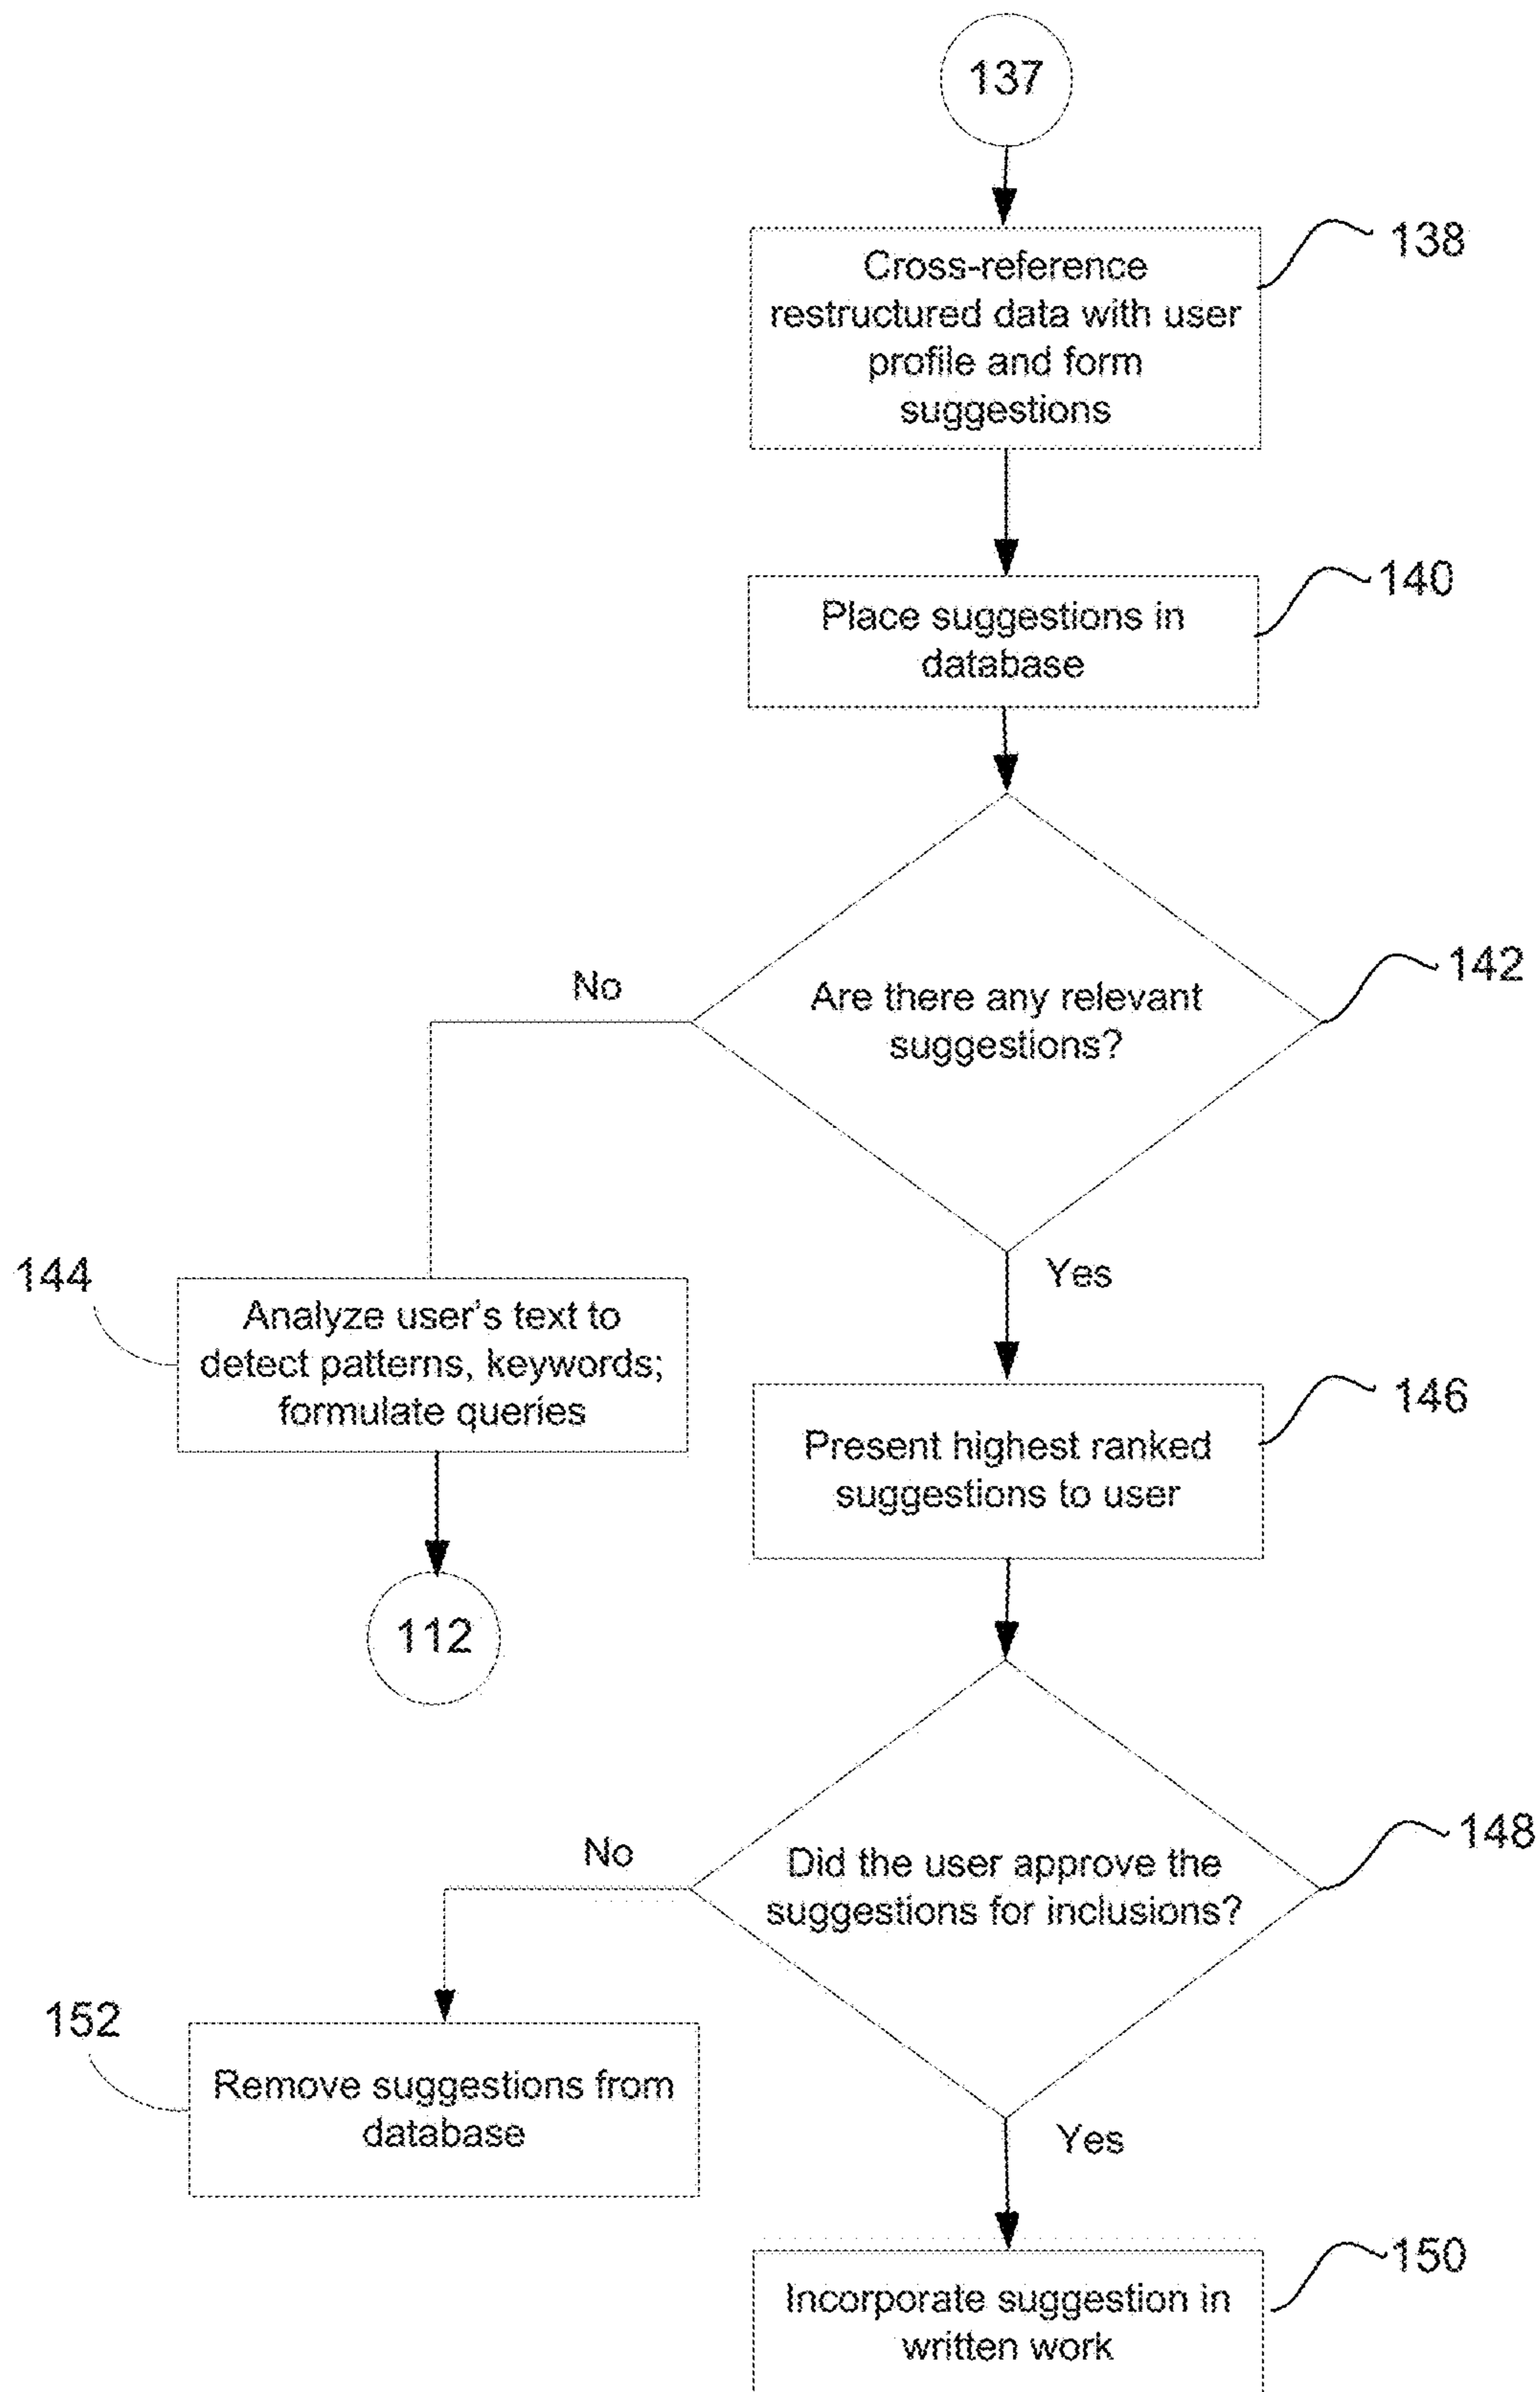 137
138
Cross-reference
restructured data with user
profile and form
suggestions
140
Place suggestions in
database
142
No
Are there any relevant
suggestions?
Yes
144
Analyze user's text to
detect patterns, keywords;
formulate queries
146
Present highest ranked
suggestions to user
112
148
No
Did the user approve the
suggestions for inclusions?
152
Remove suggestions from
database
Yes
150
Incorporate suggestion in
written work